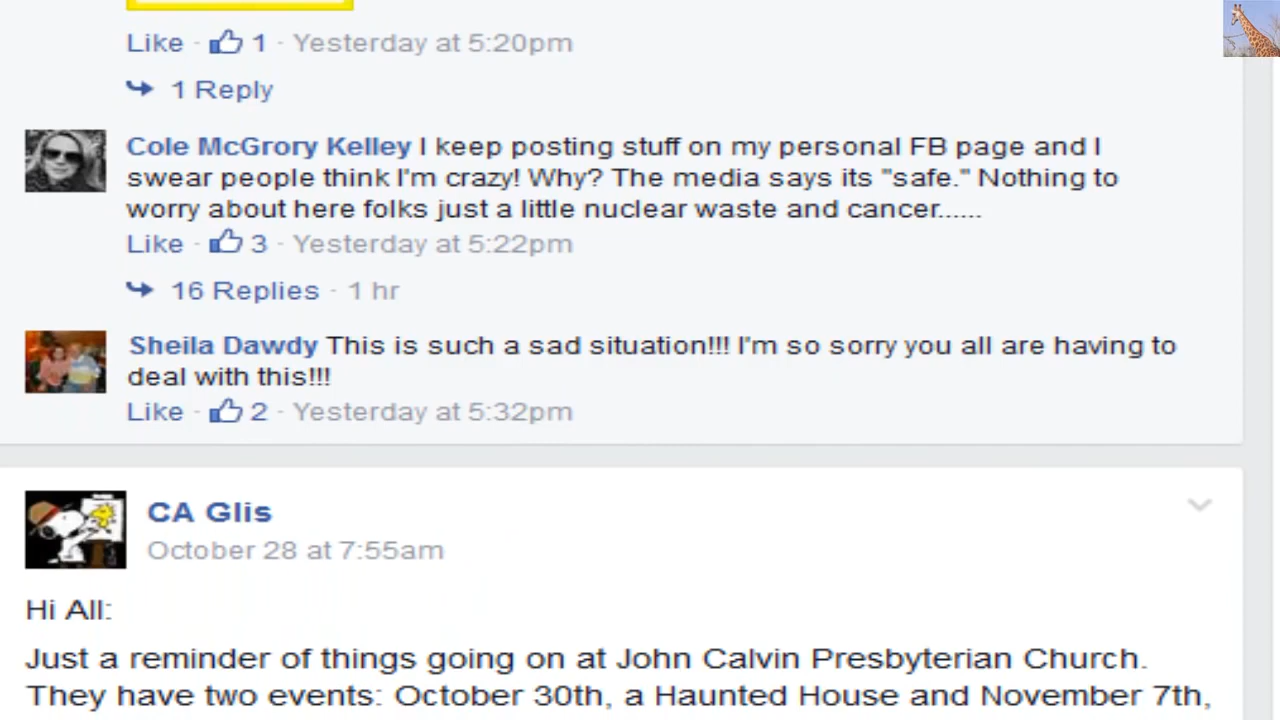 Like · 1 · Yesterday at 5:20pm
1 Reply
Cole McGrory Kelley I keep posting stuff on my personal FB page and I
swear people think I'm crazy! Why? The media says its "safe." Nothing to
worry about here folks just a little nuclear waste and cancer......
Like · 3 · Yesterday at 5:22pm
16 Replies · 1 hr
Sheila Dawdy This is such a sad situation!!! I'm so sorry you all are having to
deal with this!!!
Like · 2 · Yesterday at 5:32pm
CA Glis
October 28 at 7:55am
Hi All:
Just a reminder of things going on at John Calvin Presbyterian Church.
They have two events: October 30th, a Haunted House and November 7th,